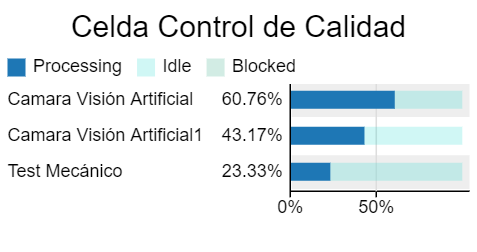 Celda Control de Calidad
Processing Idle Blocked
Camara Visión Artificial 60.76%
Camara Visión Artificial1 43.17%
Test Mecánico 23.33%
0% 50%